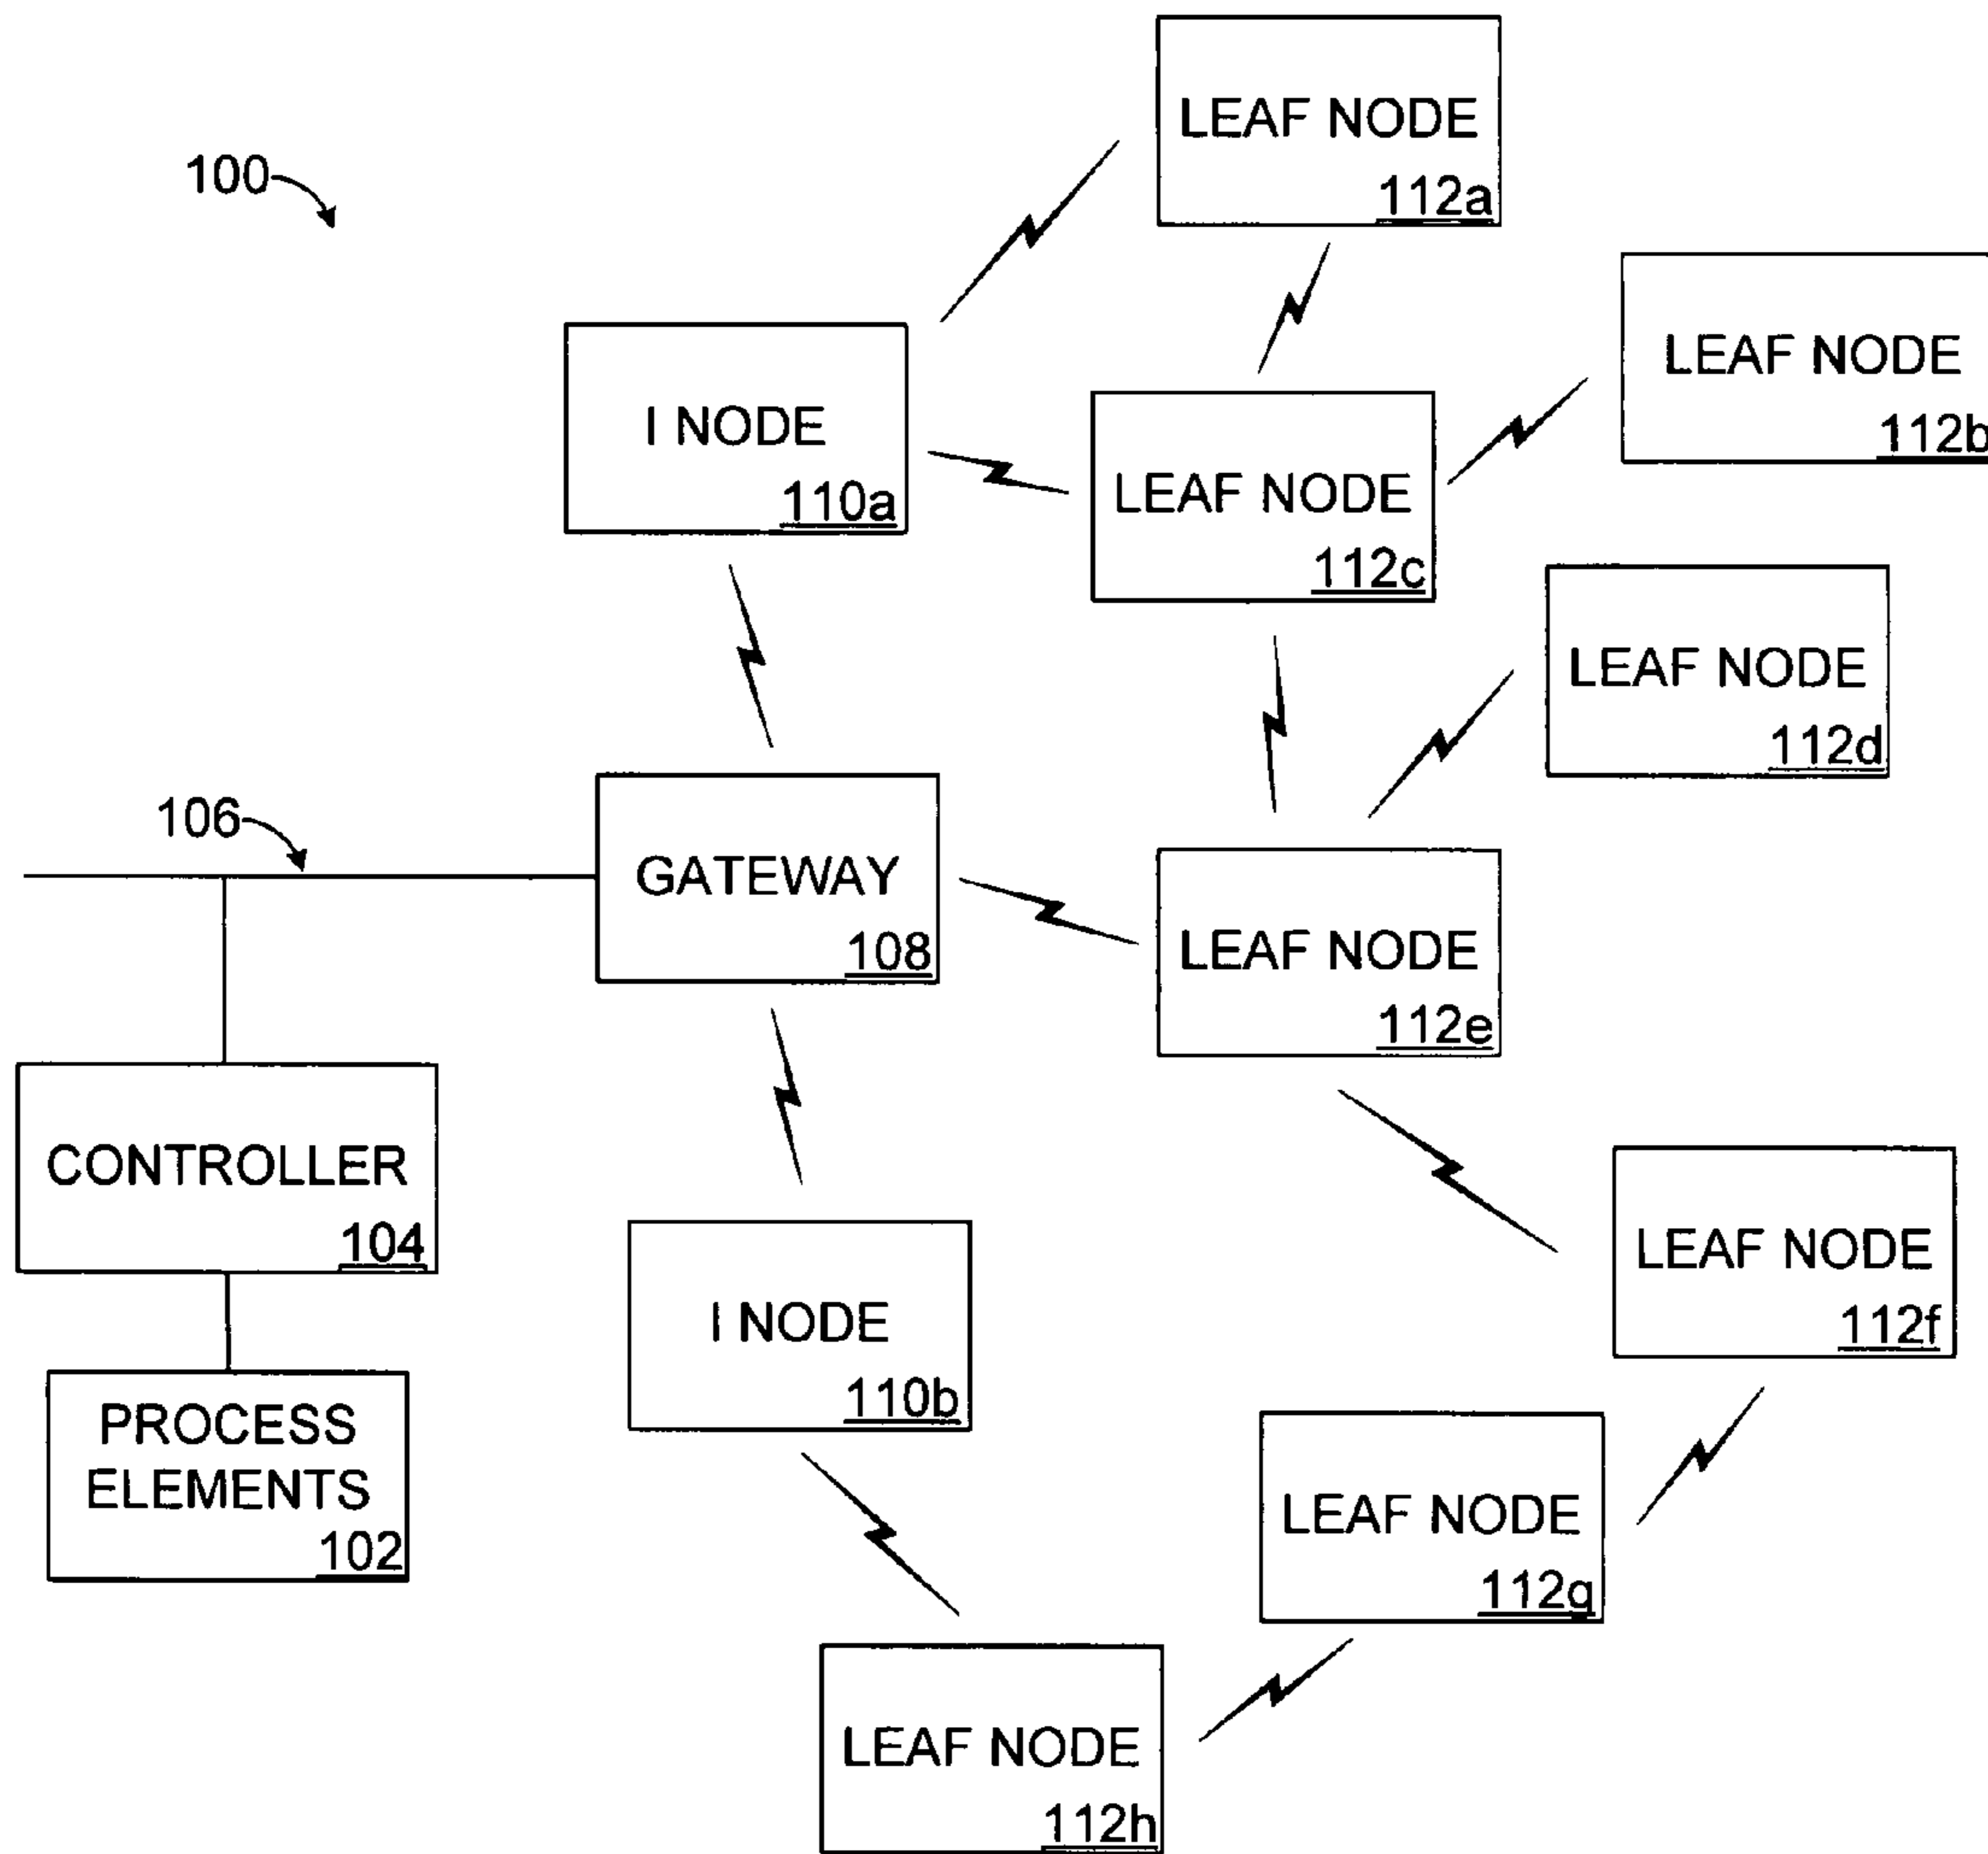 LEAF NODE
112a
100
LEAF NODE
112b
I NODE
110a
LEAF NODE
112c
LEAF NODE
112d
106
GATEWAY
108
LEAF NODE
112e
CONTROLLER
104
LEAF NODE
112f
I NODE
110b
PROCESS
ELEMENTS
102
LEAF NODE
112g
LEAF NODE
112h